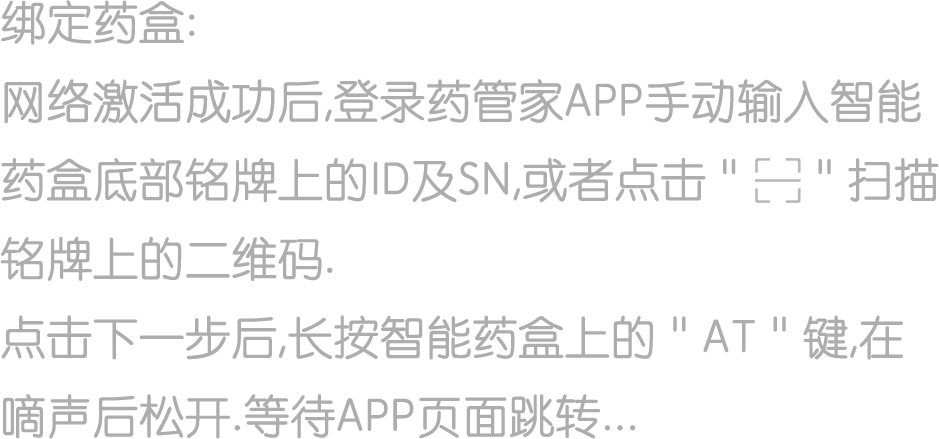 绑定药盒:
网络激活成功后,登录药管家APP手动输入智能
药盒底部铭牌上的ID及SN,或者点击 " " 扫描
铭牌上的二维码.
点击下一步后,长按智能药盒上的 " AT " 键,在
嘀声后松开.等待APP页面跳转...